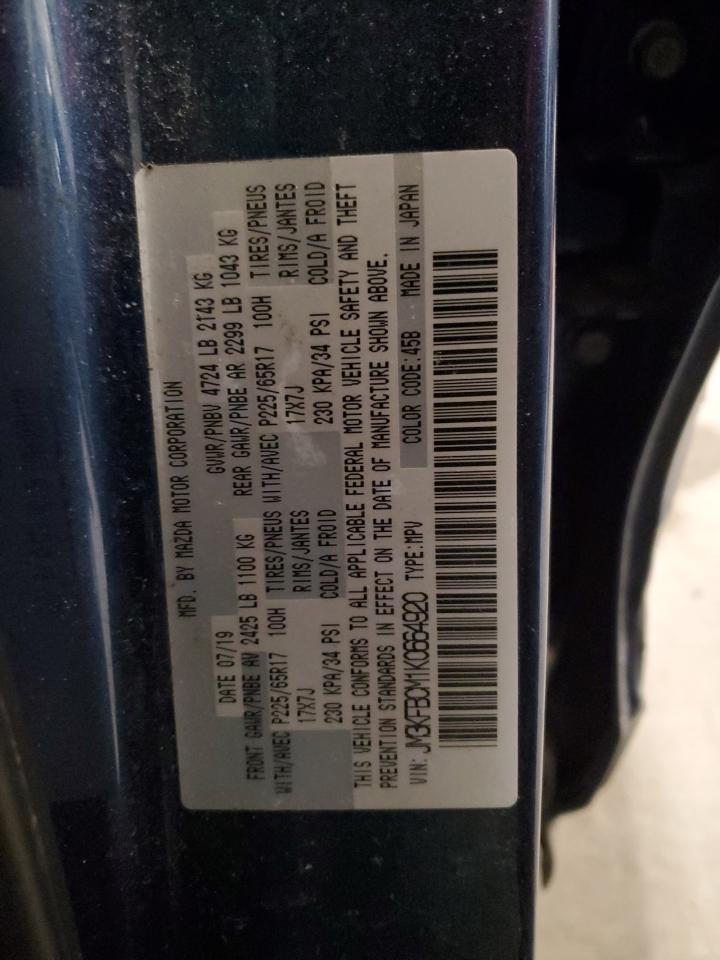 MFD. BY MAZDA MOTOR CORPORATION
DATE 07/19 GVWR/PNBV 4724 LB 2143 KG
FRONT GAWR/PNBE AV 2425 LB 1100 KG REAR GAWR/PNBE AR 2299 LB 1043 KG
WITH/AVEC P225/65R17 100H TIRES/PNEUS WITH/AVEC P225/65R17 100H TIRES/PNEUS
17X7J RIMS/JANTES 17X7J RIMS/JANTES
230 KPA/34 PSI COLD/A FROID 230 KPA/34 PSI COLD/A FROID
THIS VEHICLE CONFORMS TO ALL APPLICABLE FEDERAL MOTOR VEHICLE SAFETY AND THEFT
PREVENTION STANDARDS IN EFFECT ON THE DATE OF MANUFACTURE SHOWN ABOVE.
VIN: JM3KFBCM1K0664920 TYPE:MPV COLOR CODE:45B MADE IN JAPAN